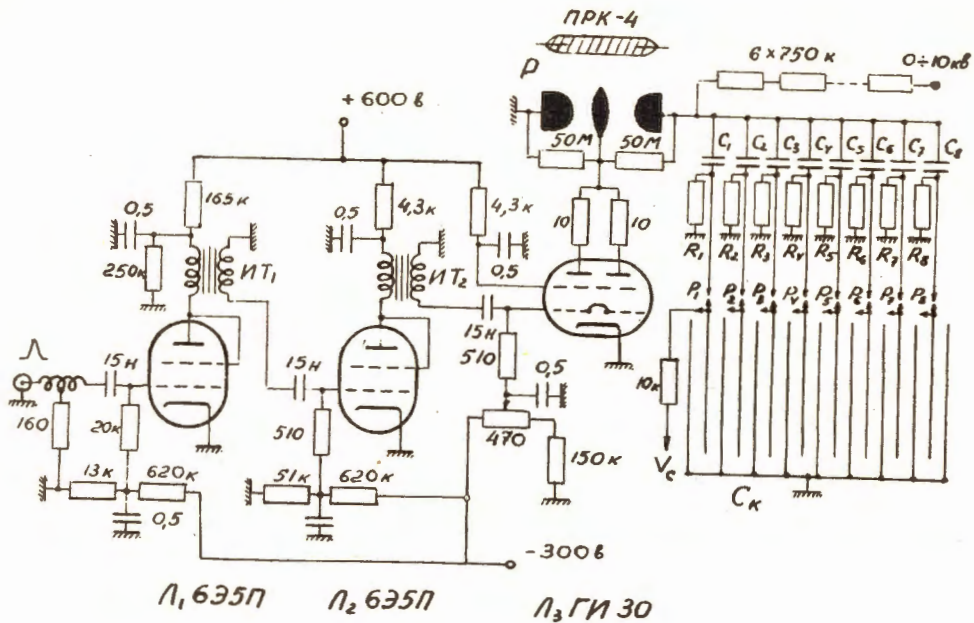 ПРК-4
Р
6 × 750 к
0÷10кв
+ 600 в
50М
50М
C1 C2 C3 C4 C5 C6 C7 C8
165 к
0,5
250к
ИТ1
4,3к
0,5
ИТ2
4,3к
0,5
10
10
R1 R2 R3 R4 R5 R6 R7 R8
P1 P2 P3 P4 P5 P6 P7 P8
15н
160
20к
13к
620к
0,5
15н
510
51к
620к
15н
510
0,5
470
150к
10к
Vc
Cк
-300в
Л1 6Э5П
Л2 6Э5П
Л3 ГИ 30